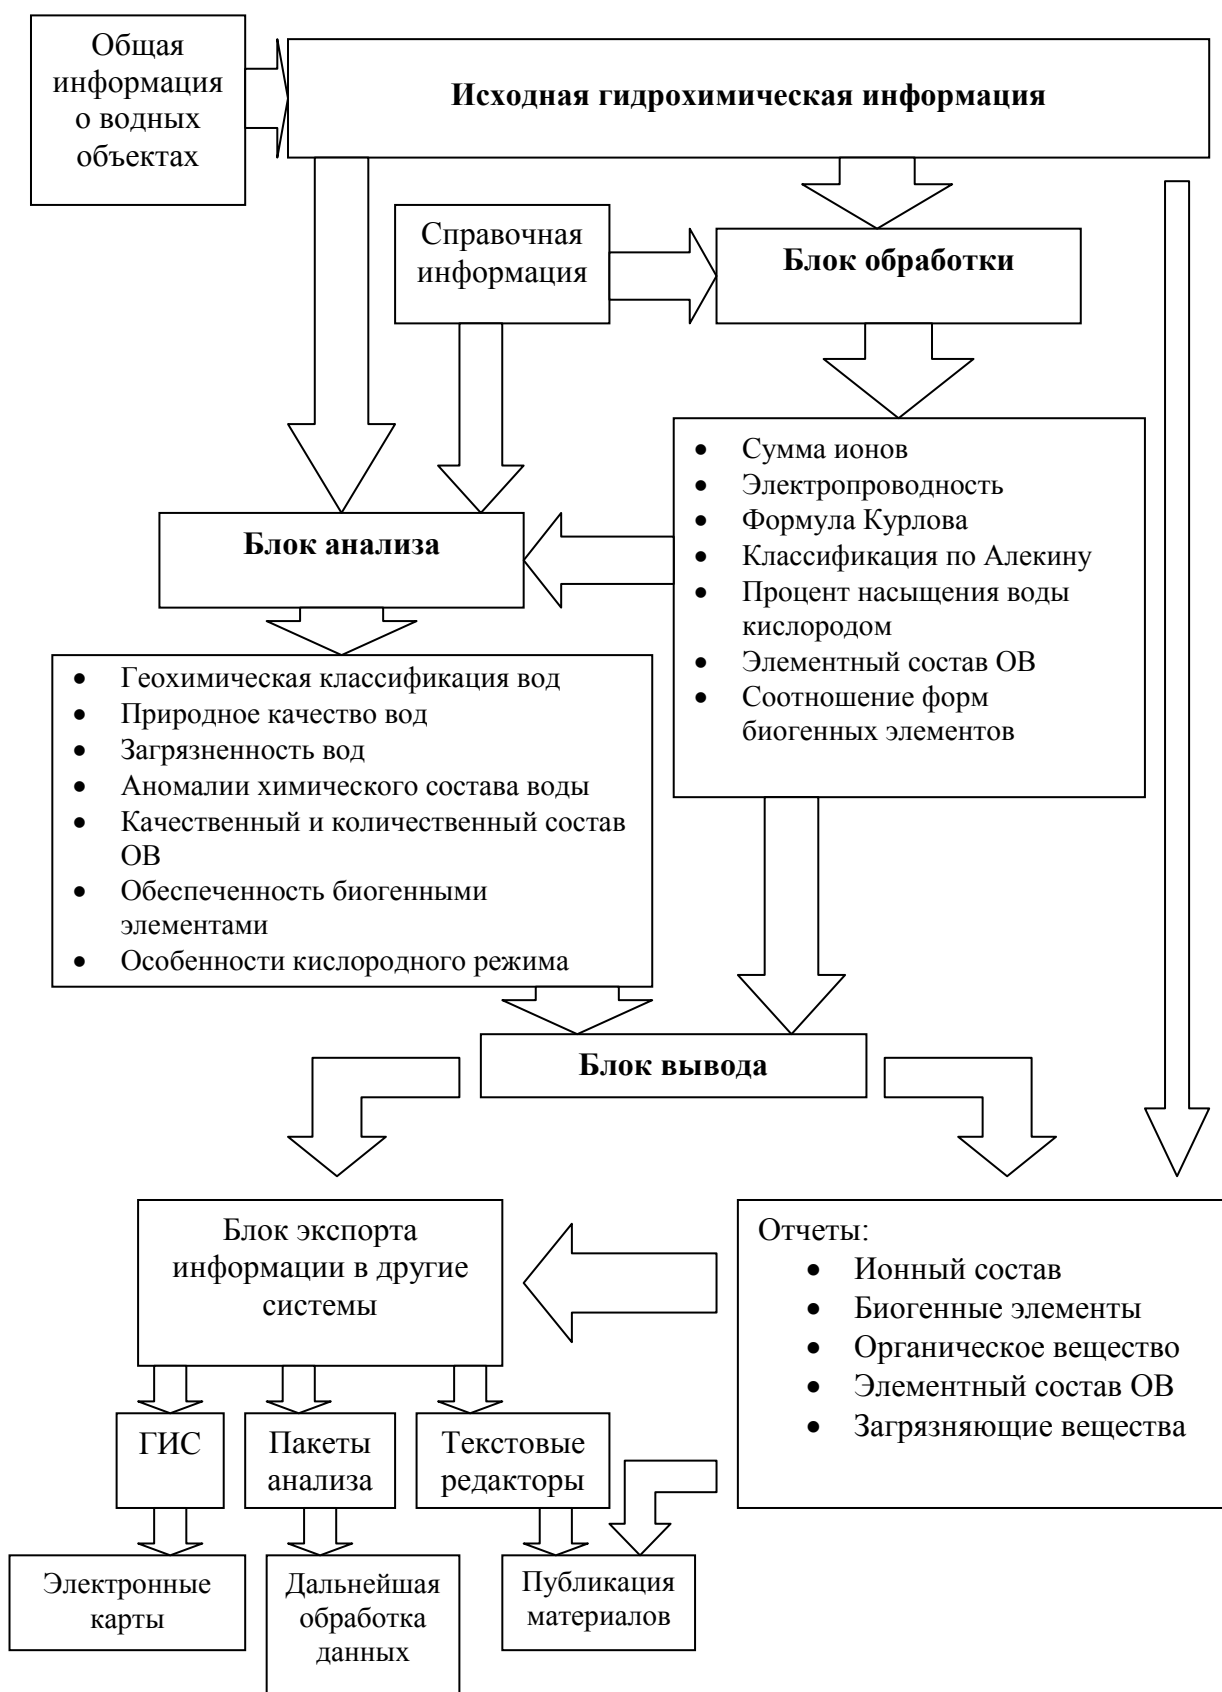 Общая
информация
о водных
объектах
Исходная гидрохимическая информация
Справочная
информация
Блок обработки
• Сумма ионов
• Электропроводность
• Формула Курлова
• Классификация по Алекину
• Процент насыщения воды
кислородом
• Элементный состав ОВ
• Соотношение форм
биогенных элементов
Блок анализа
• Геохимическая классификация вод
• Природное качество вод
• Загрязненность вод
• Аномалии химического состава воды
• Качественный и количественный состав
ОВ
• Обеспеченность биогенными
элементами
• Особенности кислородного режима
Блок вывода
Блок экспорта
информации в другие
системы
Отчеты:
• Ионный состав
• Биогенные элементы
• Органическое вещество
• Элементный состав ОВ
• Загрязняющие вещества
ГИС
Пакеты
анализа
Текстовые
редакторы
Электронные
карты
Дальнейшая
обработка
данных
Публикация
материалов